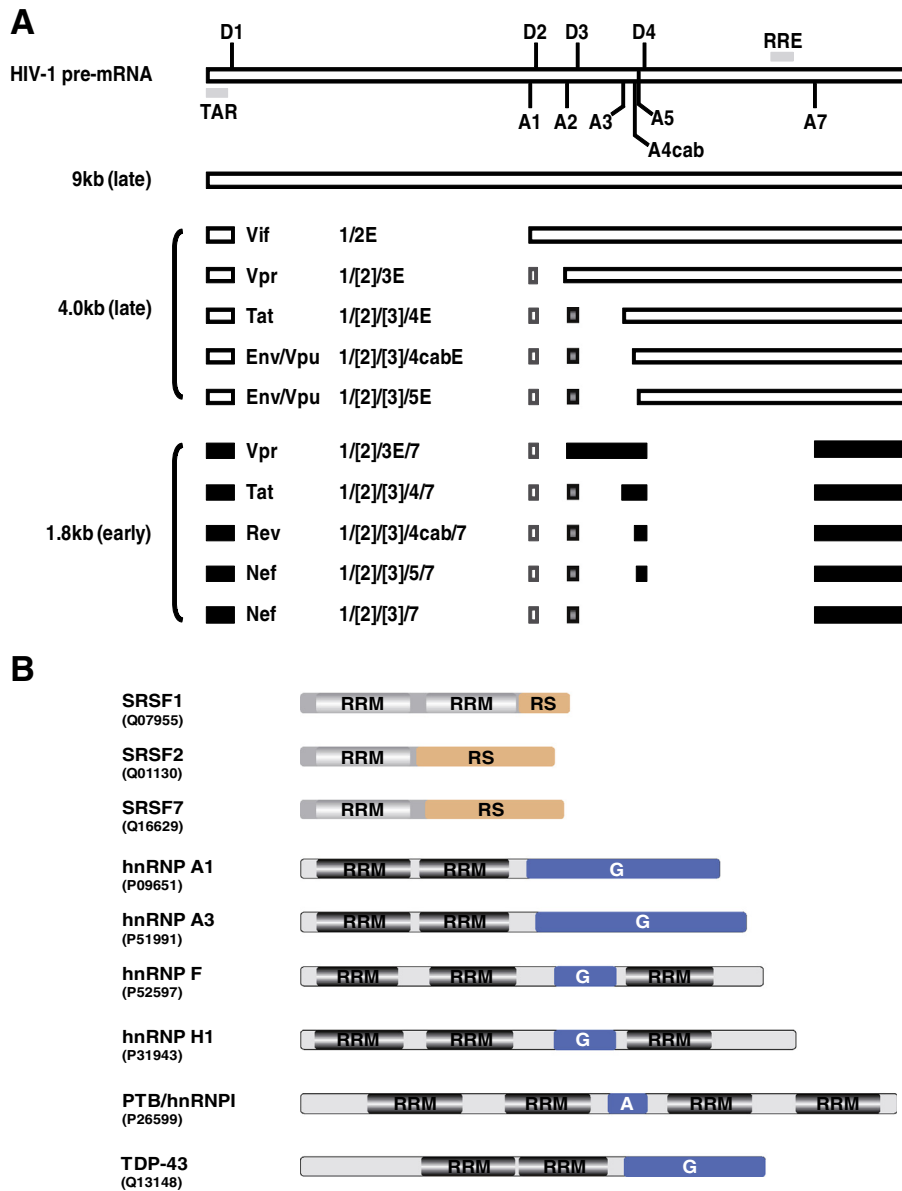 A
D1 D2 D3 D4 RRE
HIV-1 pre-mRNA
TAR A1 A2 A3 A5 A7
A4cab
9kb (late)
Vif 1/2E
Vpr 1/[2]/3E
4.0kb (late)
Tat 1/[2]/[3]/4E
Env/Vpu 1/[2]/[3]/4cabE
Env/Vpu 1/[2]/[3]/5E
Vpr 1/[2]/3E/7
Tat 1/[2]/[3]/4/7
1.8kb (early)
Rev 1/[2]/[3]/4cab/7
Nef 1/[2]/[3]/5/7
Nef 1/[2]/[3]/7
B
SRSF1 RRM RRM RS
(Q07955)
SRSF2 RRM RS
(Q01130)
SRSF7 RRM RS
(Q16629)
hnRNP A1 RRM RRM G
(P09651)
hnRNP A3 RRM RRM G
(P51991)
hnRNP F RRM RRM G RRM
(P52597)
hnRNP H1 RRM RRM G RRM
(P31943)
PTB/hnRNPI RRM RRM A RRM RRM
(P26599)
TDP-43 RRM RRM G
(Q13148)